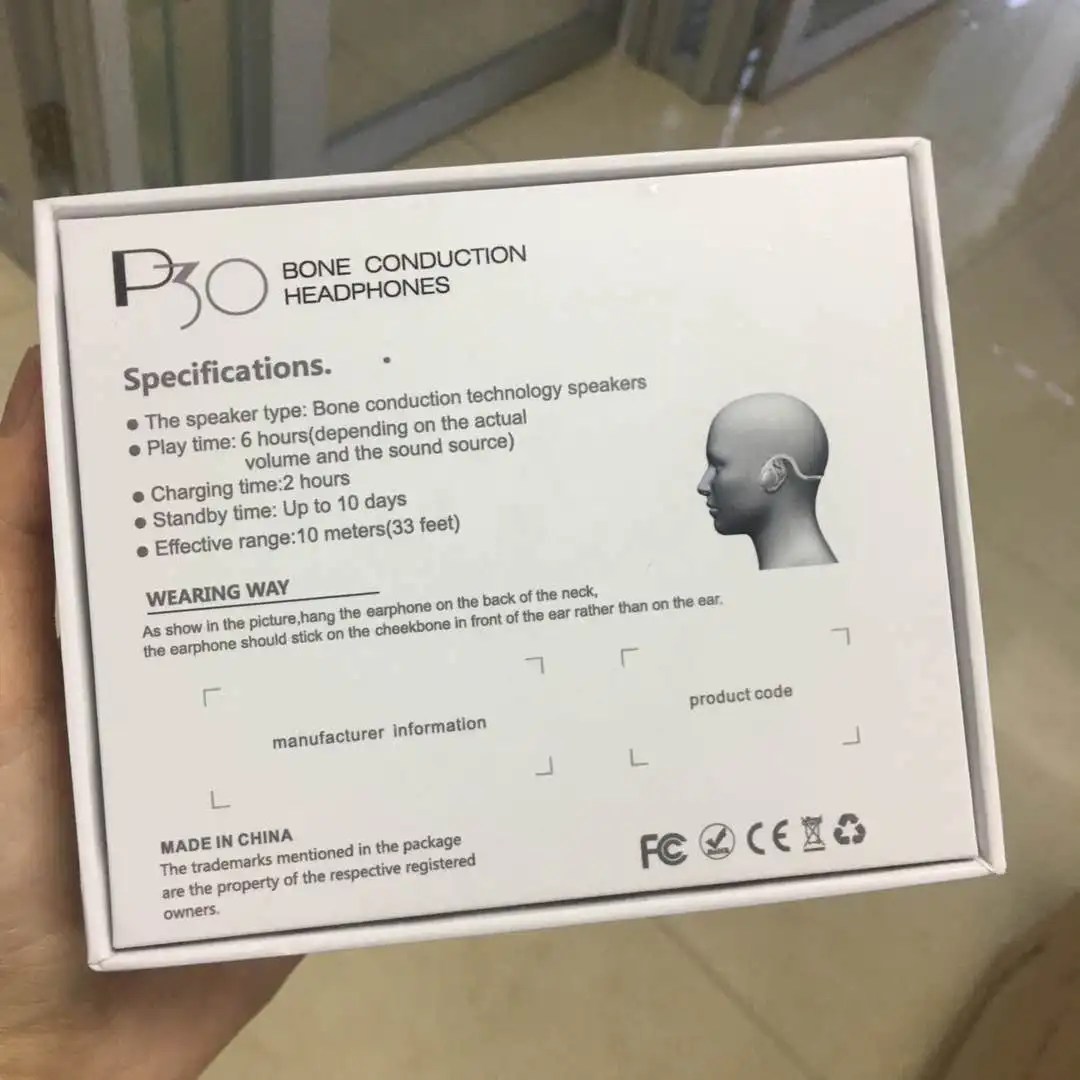 P30 BONE CONDUCTION
HEADPHONES
Specifications.
● The speaker type: Bone conduction technology speakers
● Play time: 6 hours(depending on the actual
volume and the sound source)
● Charging time:2 hours
● Standby time: Up to 10 days
● Effective range:10 meters(33 feet)
WEARING WAY
As show in the picture,hang the earphone on the back of the neck,
the earphone should stick on the cheekbone in front of the ear rather than on the ear.
manufacturer information
product code
MADE IN CHINA
The trademarks mentioned in the package
are the property of the respective registered
owners.
FC RoHS CE